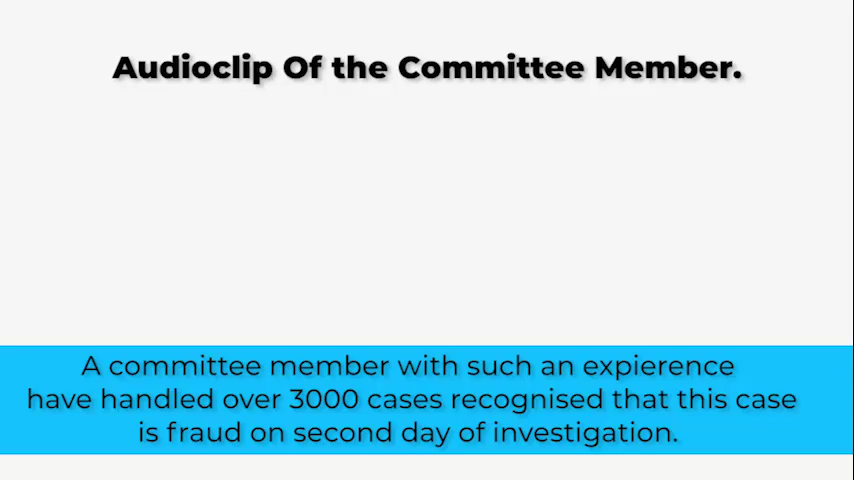 Audioclip Of the Committee Member.
A committee member with such an expierence
have handled over 3000 cases recognised that this case
is fraud on second day of investigation.